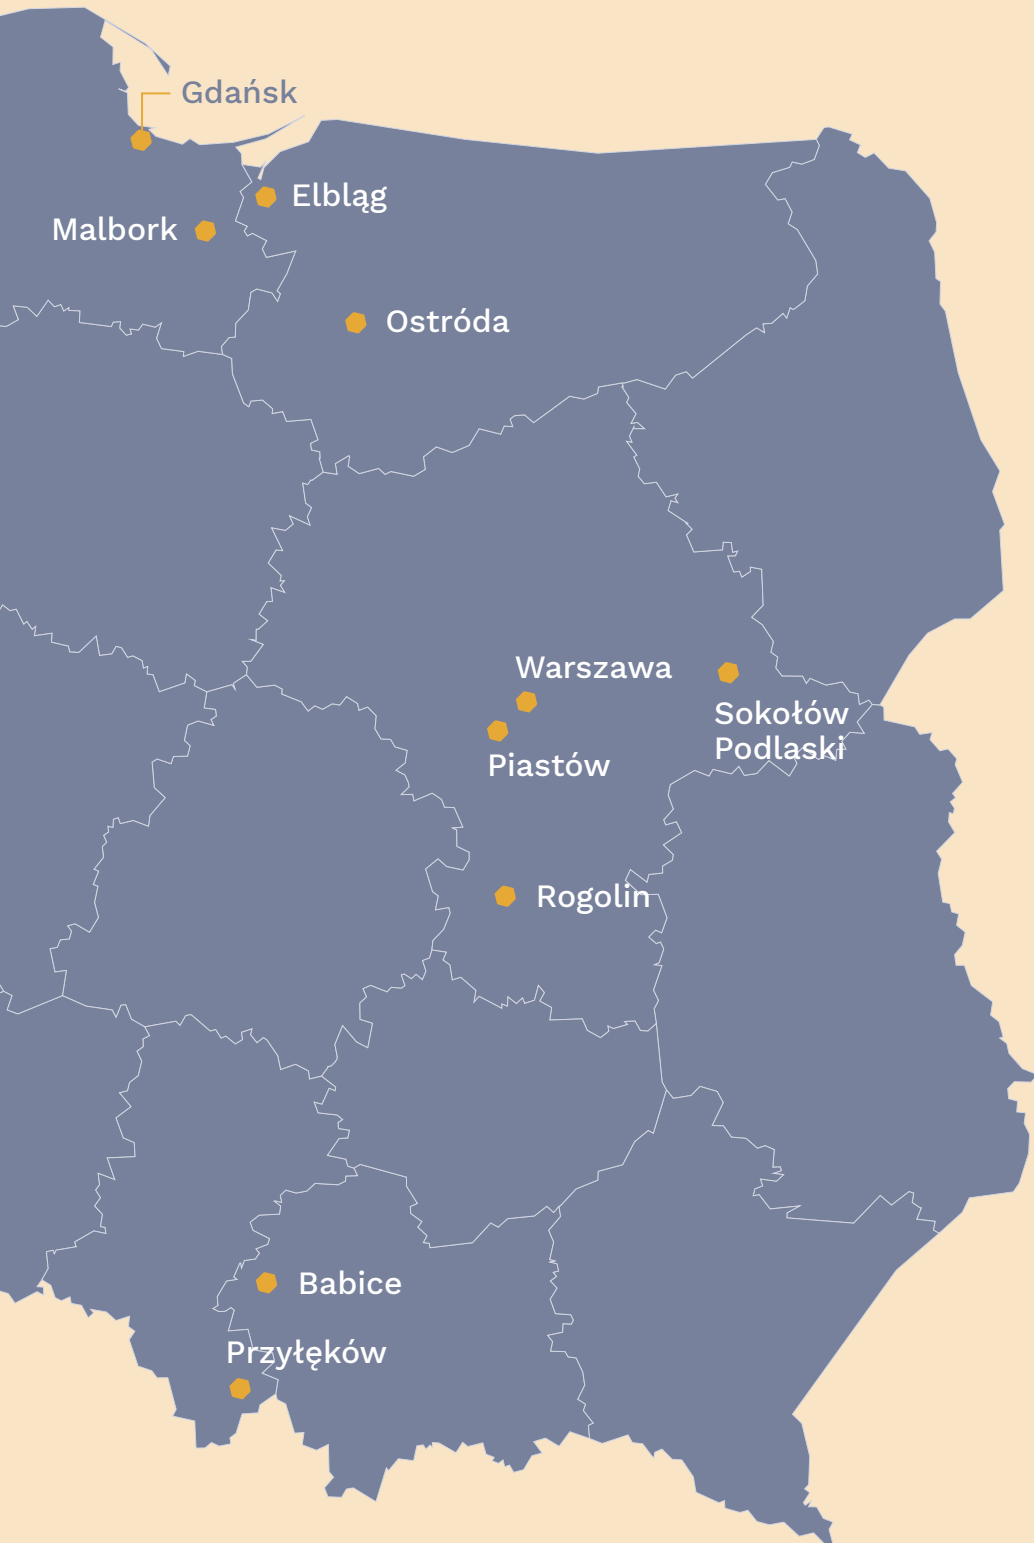 Gdańsk
Elbląg
Malbork
Ostróda
Warszawa
Sokołów
Podlaski
Piastów
Rogolin
Babice
Przyłęków